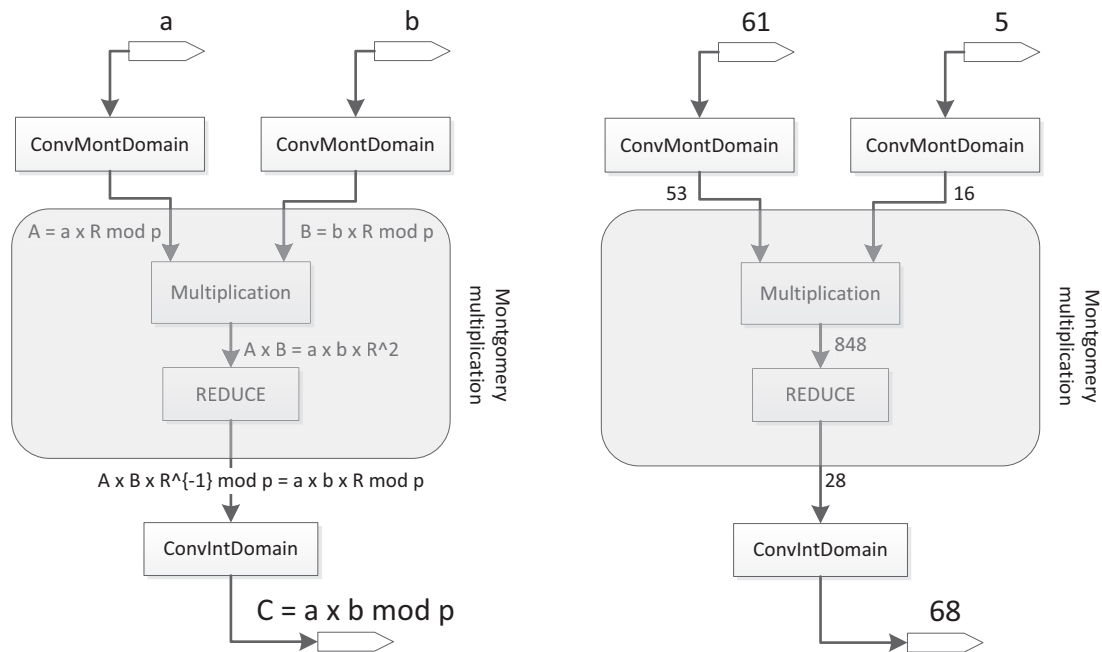 a
b
ConvMontDomain
ConvMontDomain
A = a x R mod p
B = b x R mod p
Multiplication
A x B = a x b x R^2
REDUCE
Montgomery
multiplication
A x B x R^{-1} mod p = a x b x R mod p
ConvIntDomain
C = a x b mod p
61
5
ConvMontDomain
ConvMontDomain
53
16
Multiplication
848
REDUCE
Montgomery
multiplication
28
ConvIntDomain
68